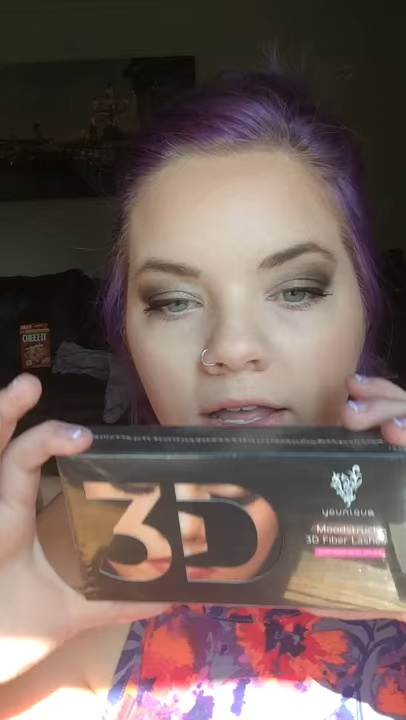 CHEEZ-IT
3D
younique
Moodstruck
3D Fiber Lashes